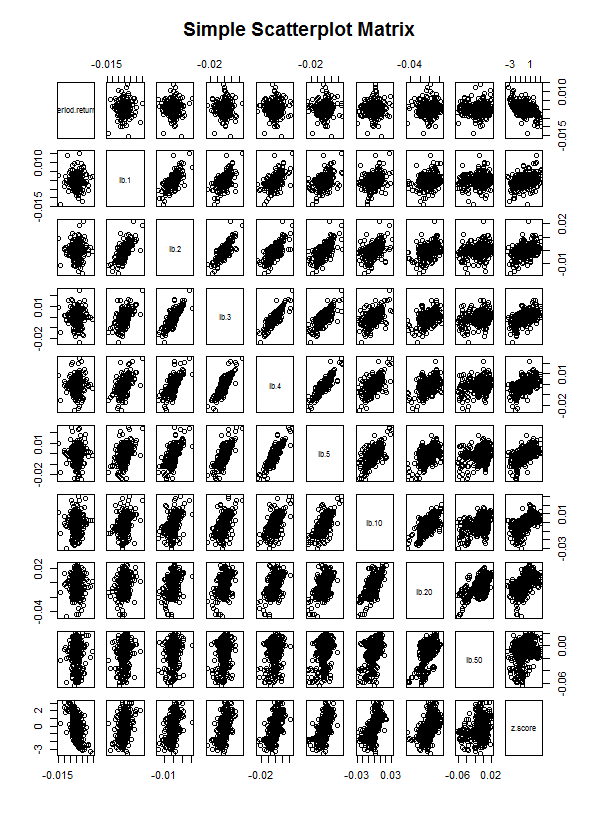 Simple Scatterplot Matrix
-0.015 -0.02 -0.02 -0.04 -3 1
eriod.return
-0.015 0.010
lb.1
-0.015 0.010
lb.2
-0.01 0.02
lb.3
-0.02 0.01
lb.4
-0.02 0.01
lb.5
-0.02 0.01
lb.10
-0.03 0.01
lb.20
-0.04 0.02
lb.50
-0.06 0.00
z.score
-3 0 2
-0.015 -0.01 -0.02 -0.03 0.03 -0.06 0.02